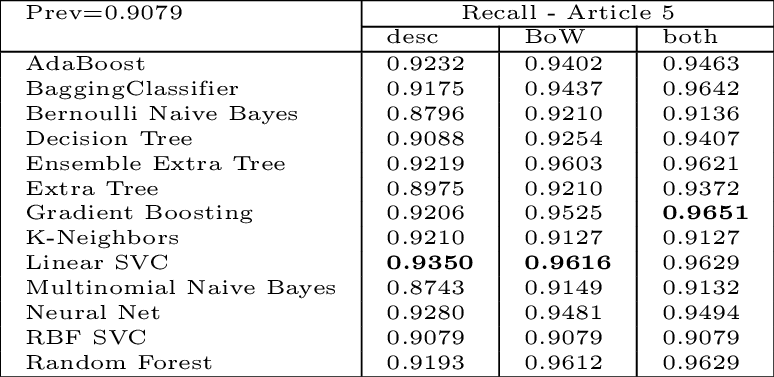 Prev=0.9079 Recall - Article 5
desc BoW both
AdaBoost 0.9232 0.9402 0.9463
BaggingClassifier 0.9175 0.9437 0.9642
Bernoulli Naive Bayes 0.8796 0.9210 0.9136
Decision Tree 0.9088 0.9254 0.9407
Ensemble Extra Tree 0.9219 0.9603 0.9621
Extra Tree 0.8975 0.9210 0.9372
Gradient Boosting 0.9206 0.9525 0.9651
K-Neighbors 0.9210 0.9127 0.9127
Linear SVC 0.9350 0.9616 0.9629
Multinomial Naive Bayes 0.8743 0.9149 0.9132
Neural Net 0.9280 0.9481 0.9494
RBF SVC 0.9079 0.9079 0.9079
Random Forest 0.9193 0.9612 0.9629